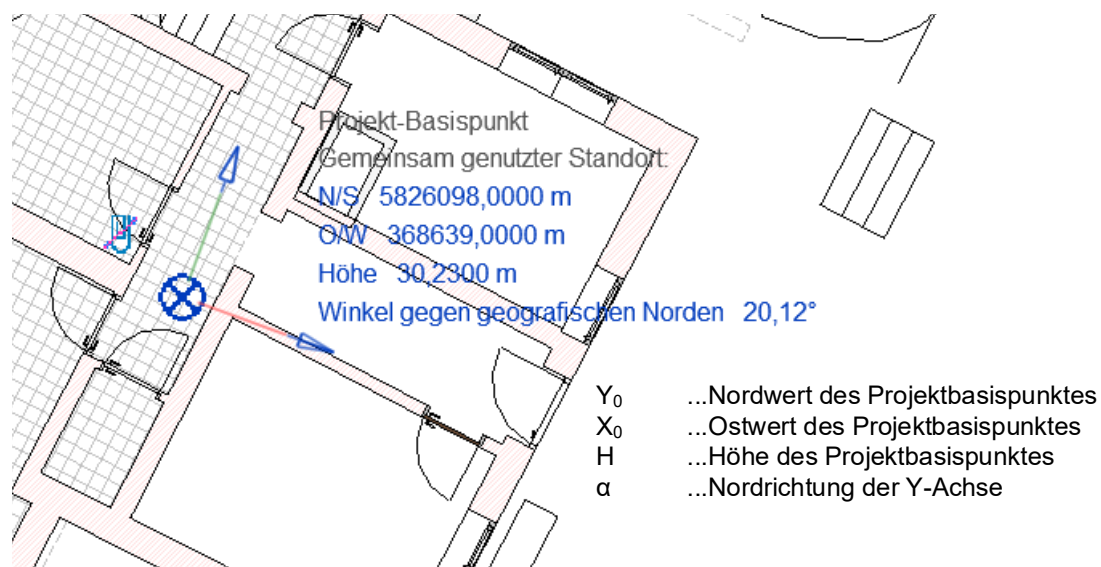 Projekt-Basispunkt
Gemeinsam genutzter Standort:
N/S 5826098,0000 m
O/W 368639,0000 m
Höhe 30,2300 m
Winkel gegen geografischen Norden 20,12°
Y₀ ...Nordwert des Projektbasispunktes
X₀ ...Ostwert des Projektbasispunktes
H ...Höhe des Projektbasispunktes
α ...Nordrichtung der Y-Achse